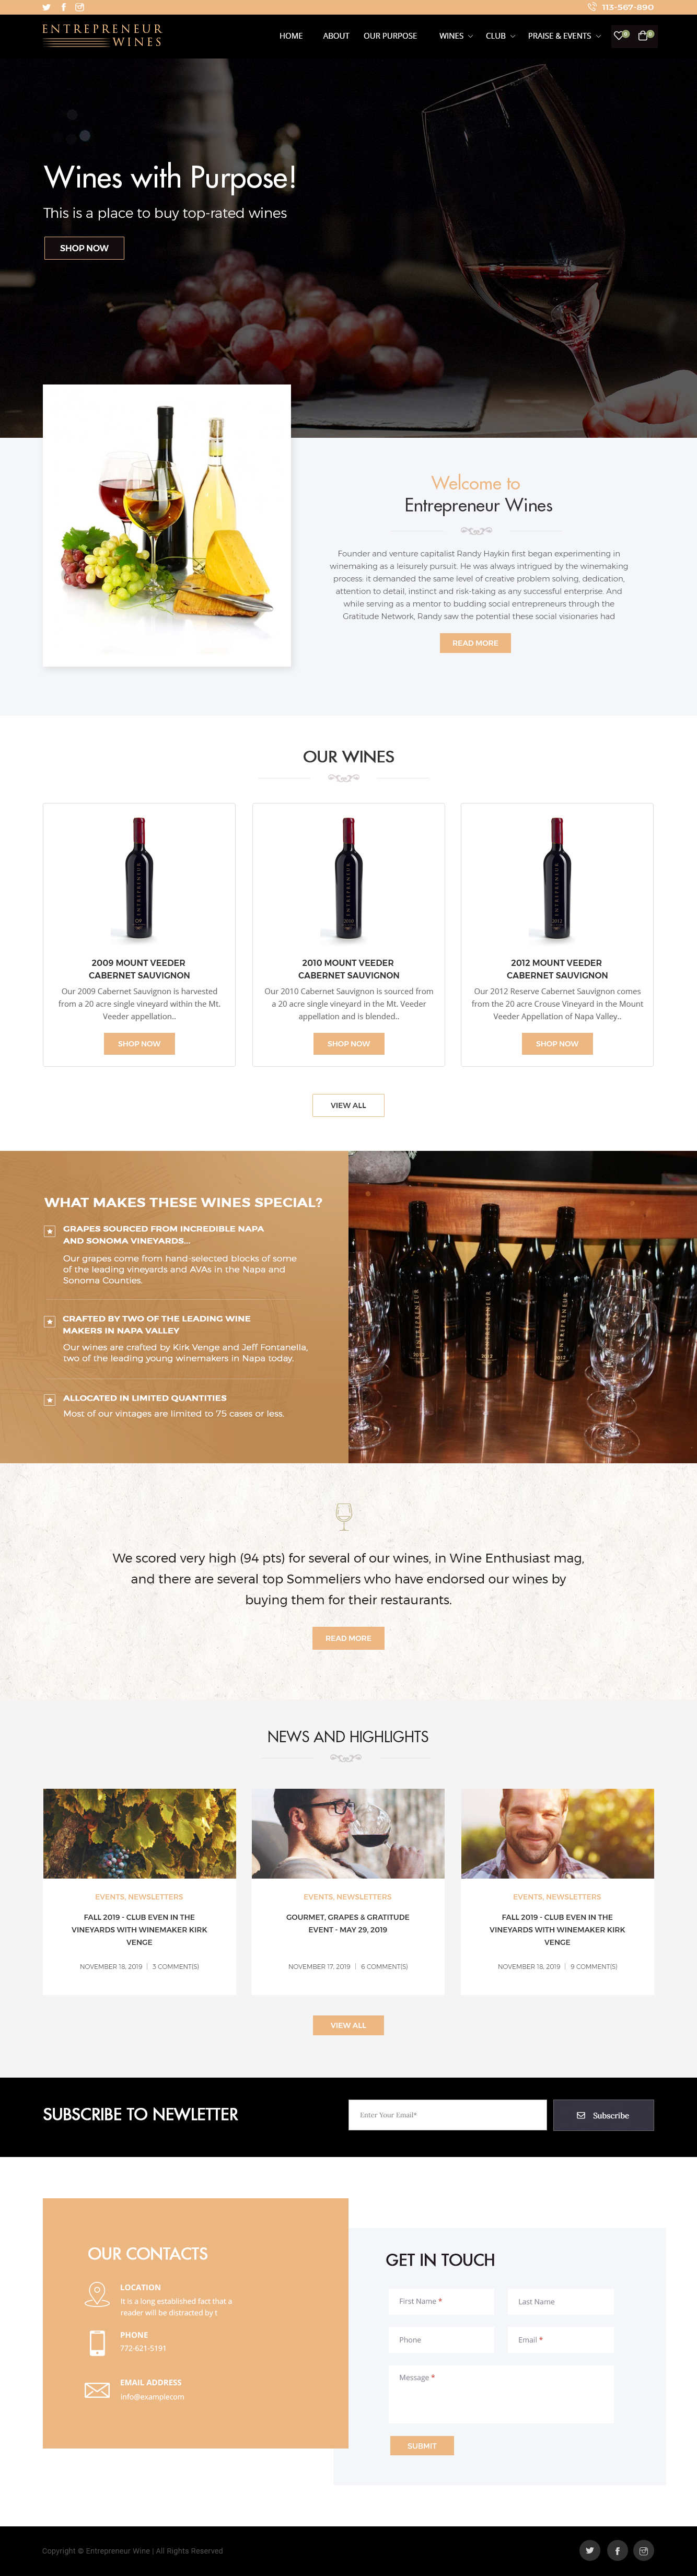 113-567-890
ENTREPRENEUR
WINES
HOME ABOUT OUR PURPOSE WINES CLUB PRAISE & EVENTS 0 0
Wines with Purpose!
This is a place to buy top-rated wines
SHOP NOW
Welcome to
Entrepreneur Wines
Founder and venture capitalist Randy Haykin first began experimenting in
winemaking as a leisurely pursuit. He was always intrigued by the winemaking
process: it demanded the same level of creative problem solving, dedication,
attention to detail, instinct and risk-taking as any successful enterprise. And
while serving as a mentor to budding social entrepreneurs through the
Gratitude Network, Randy saw the potential these social visionaries had
READ MORE
OUR WINES
ENTREPRENEUR
09
ENTREPRENEUR
2010
ENTREPRENEUR
2012
2009 MOUNT VEEDER
CABERNET SAUVIGNON
Our 2009 Cabernet Sauvignon is harvested
from a 20 acre single vineyard within the Mt.
Veeder appellation..
SHOP NOW
2010 MOUNT VEEDER
CABERNET SAUVIGNON
Our 2010 Cabernet Sauvignon is sourced from
a 20 acre single vineyard in the Mt. Veeder
appellation and is blended..
SHOP NOW
2012 MOUNT VEEDER
CABERNET SAUVIGNON
Our 2012 Reserve Cabernet Sauvignon comes
from the 20 acre Crouse Vineyard in the Mount
Veeder Appellation of Napa Valley..
SHOP NOW
VIEW ALL
WHAT MAKES THESE WINES SPECIAL?
GRAPES SOURCED FROM INCREDIBLE NAPA
AND SONOMA VINEYARDS...
Our grapes come from hand-selected blocks of some
of the leading vineyards and AVAs in the Napa and
Sonoma Counties.
CRAFTED BY TWO OF THE LEADING WINE
MAKERS IN NAPA VALLEY
Our wines are crafted by Kirk Venge and Jeff Fontanella,
two of the leading young winemakers in Napa today.
ALLOCATED IN LIMITED QUANTITIES
Most of our vintages are limited to 75 cases or less.
ENTREPRENEUR
2012
ENTREPRENEUR
2012
ENTREPRENEUR
2012
We scored very high (94 pts) for several of our wines, in Wine Enthusiast mag,
and there are several top Sommeliers who have endorsed our wines by
buying them for their restaurants.
READ MORE
NEWS AND HIGHLIGHTS
EVENTS, NEWSLETTERS
FALL 2019 - CLUB EVEN IN THE
VINEYARDS WITH WINEMAKER KIRK
VENGE
NOVEMBER 18, 2019 | 3 COMMENT(S)
EVENTS, NEWSLETTERS
GOURMET, GRAPES & GRATITUDE
EVENT - MAY 29, 2019
NOVEMBER 17, 2019 | 6 COMMENT(S)
EVENTS, NEWSLETTERS
FALL 2019 - CLUB EVEN IN THE
VINEYARDS WITH WINEMAKER KIRK
VENGE
NOVEMBER 18, 2019 | 9 COMMENT(S)
VIEW ALL
SUBSCRIBE TO NEWLETTER
Enter Your Email*
Subscribe
OUR CONTACTS
LOCATION
It is a long established fact that a
reader will be distracted by t
PHONE
772-621-5191
EMAIL ADDRESS
info@examplecom
GET IN TOUCH
First Name *
Last Name
Phone
Email *
Message *
SUBMIT
Copyright © Entrepreneur Wine | All Rights Reserved